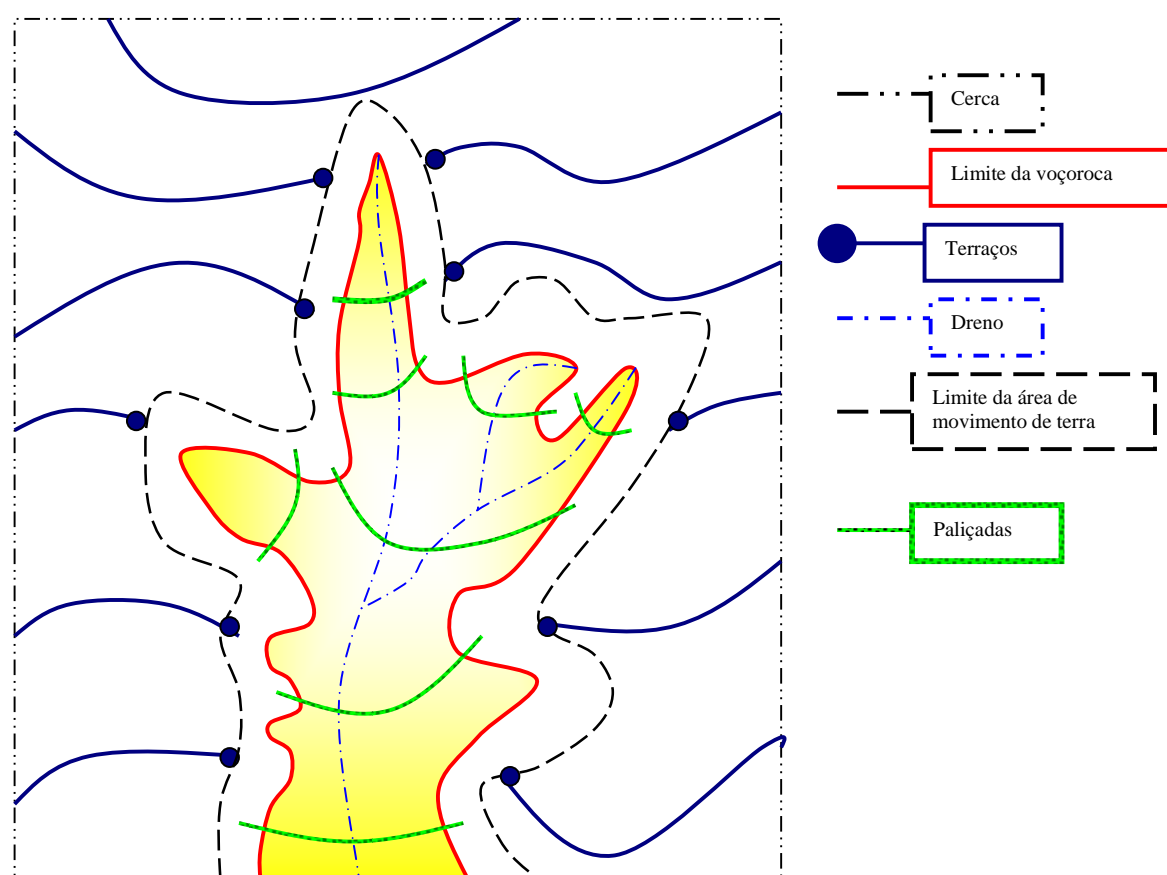 Cerca
Limite da voçoroca
Terraços
Dreno
Limite da área de
movimento de terra
Paliçadas